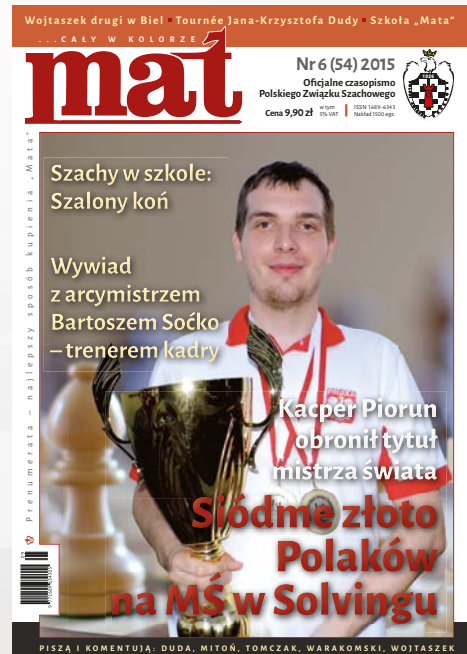 Wojtaszek drugi w Biel ▪ Tournée Jana-Krzysztofa Dudy ▪ Szkoła „Mata”
...CAŁY W KOLORZE
mat
Nr 6 (54) 2015
Oficjalne czasopismo
Polskiego Związku Szachowego
Cena 9,90 zł
w tym
5% VAT
ISSN 1689-6343
Nakład 1500 egz.
1926
Prenumerata – najlepszy sposób kupienia „Mata”
Szachy w szkole:
Szalony koń
Wywiad
z arcymistrzem
Bartoszem Soćko
– trenerem kadry
Kacper Piorun
obronił tytuł
mistrza świata
Siódme złoto
Polaków
na MŚ w Solvingu
PISZĄ I KOMENTUJĄ: DUDA, MITOŃ, TOMCZAK, WARAKOMSKI, WOJTASZEK